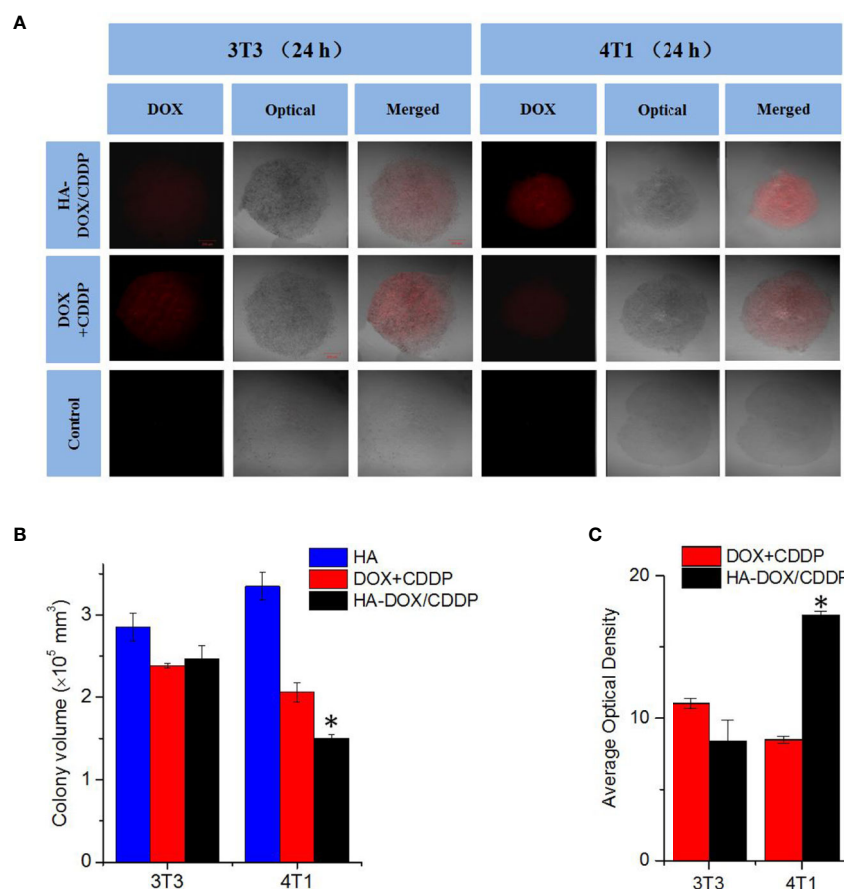 A
3T3 （24 h）
4T1 （24 h）
DOX
Optical
Merged
DOX
Optical
Merged
HA-
DOX/CDDP
DOX
+CDDP
Control
B
HA
DOX+CDDP
HA-DOX/CDDP
Colony volume (×10⁵ mm³)
3
2
1
0
*
3T3
4T1
C
DOX+CDDP
HA-DOX/CDDP
Average Optical Density
20
10
0
*
3T3
4T1